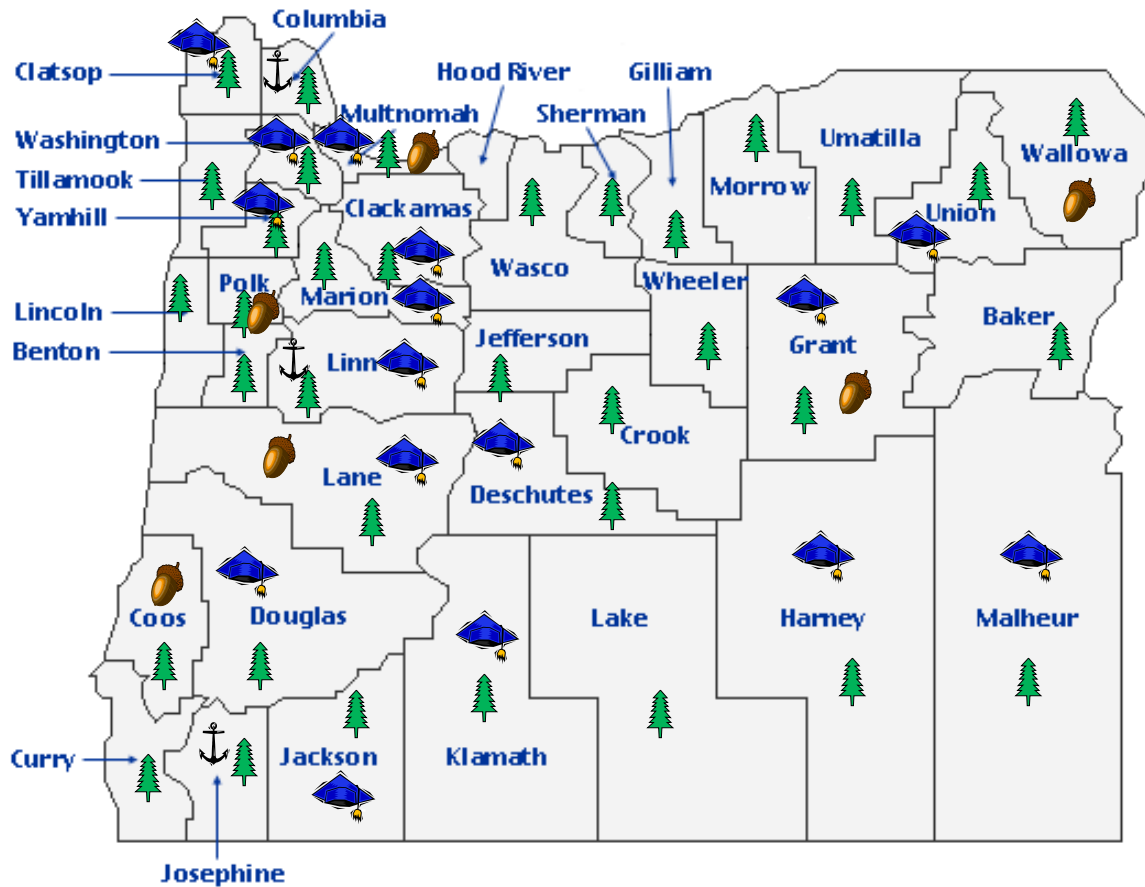 Columbia
Clatsop
Hood River
Gilliam
Multnomah
Sherman
Washington
Umatilla
Wallowa
Tillamook
Morrow
Yamhill
Clackamas
Union
Wasco
Polk
Wheeler
Marion
Lincoln
Baker
Jefferson
Grant
Benton
Linn
Crook
Lane
Deschutes
Coos
Douglas
Lake
Harney
Malheur
Curry
Jackson
Klamath
Josephine